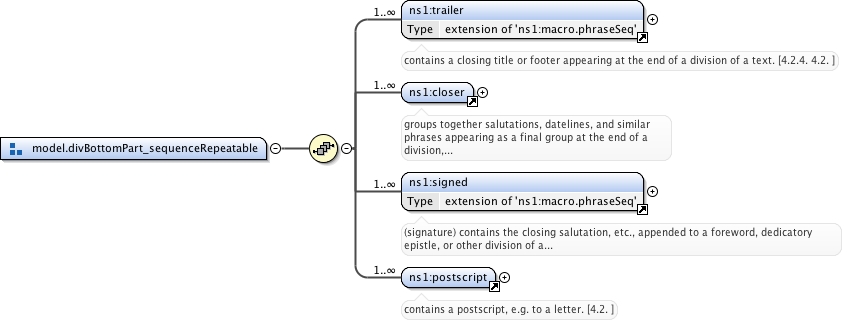 1..∞
ns1:trailer
Type extension of 'ns1:macro.phraseSeq'
contains a closing title or footer appearing at the end of a division of a text. [4.2.4. 4.2. ]
1..∞
ns1:closer
groups together salutations, datelines, and similar
phrases appearing as a final group at the end of a
division,...
model.divBottomPart_sequenceRepeatable
1..∞
ns1:signed
Type extension of 'ns1:macro.phraseSeq'
(signature) contains the closing salutation, etc., appended to a foreword, dedicatory
epistle, or other division of a...
1..∞
ns1:postscript
contains a postscript, e.g. to a letter. [4.2. ]